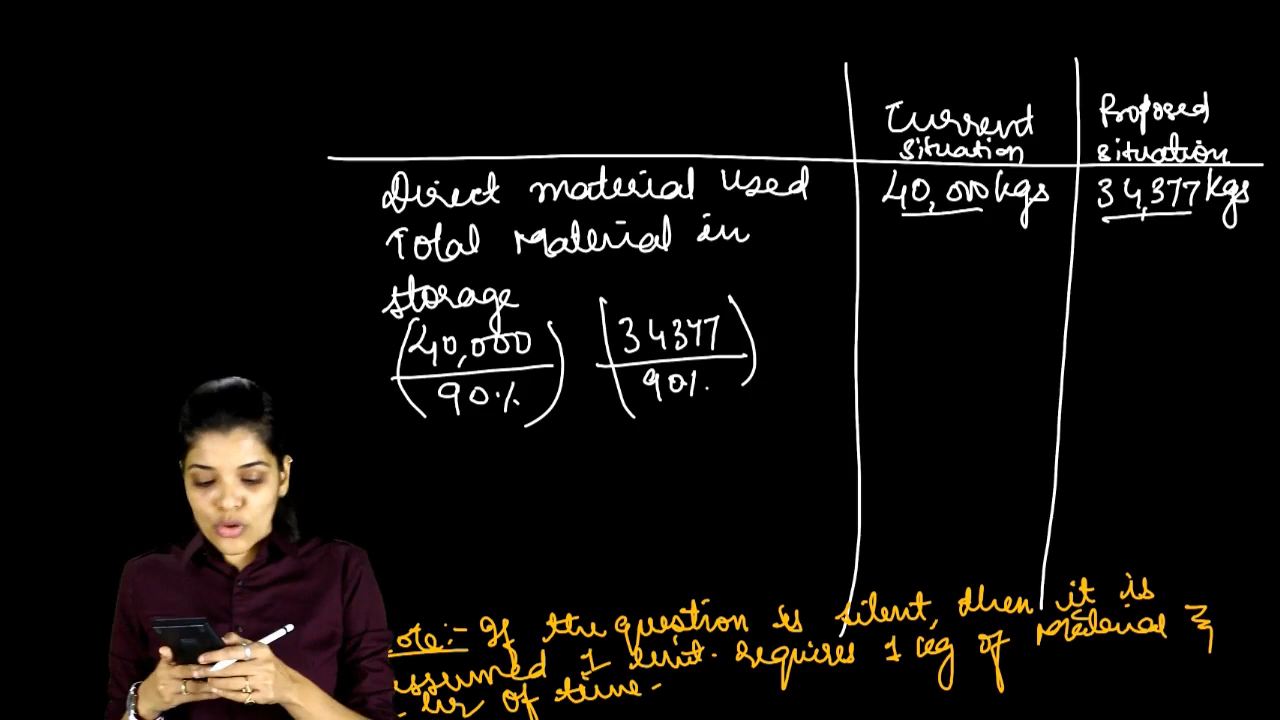 Current situation
Proposed situation
Direct material used 40,000 kgs 34,377 kgs
Total Material in
storage
(40,000 / 90%) (34377 / 90%)
ote:- If the question is silent, then it is
assumed 1 unit requires 1 kg of Material &
hr of time.